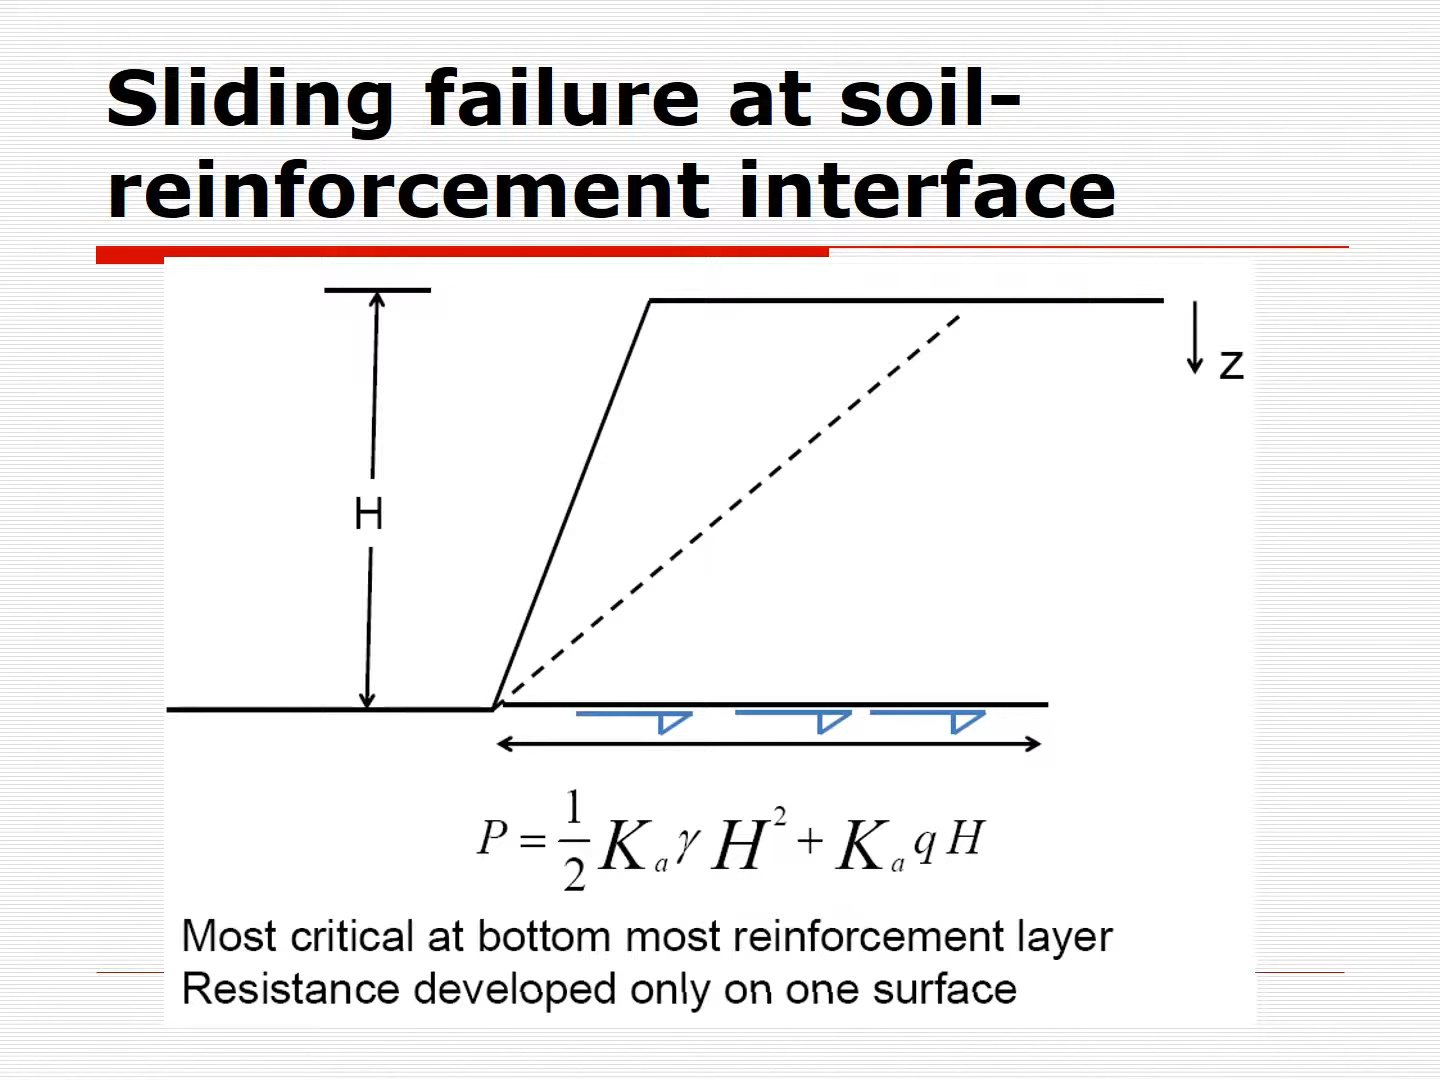 Sliding failure at soil-
reinforcement interface
z
H
P = 1/2 K_a γ H² + K_a q H
Most critical at bottom most reinforcement layer
Resistance developed only on one surface